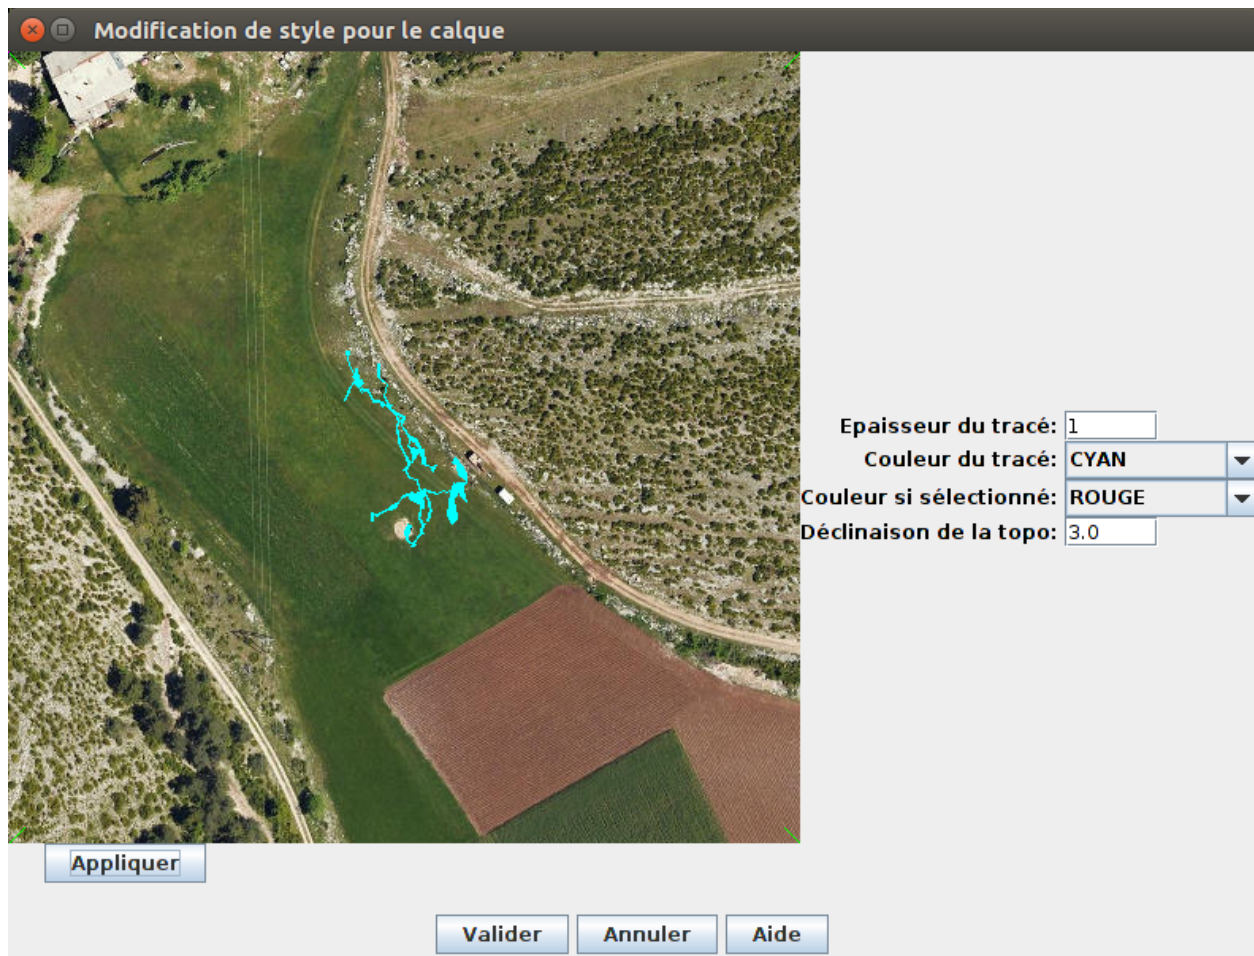 Modification de style pour le calque
Epaisseur du tracé: 1
Couleur du tracé: CYAN
Couleur si sélectionné: ROUGE
Déclinaison de la topo: 3.0
Appliquer
Valider Annuler Aide